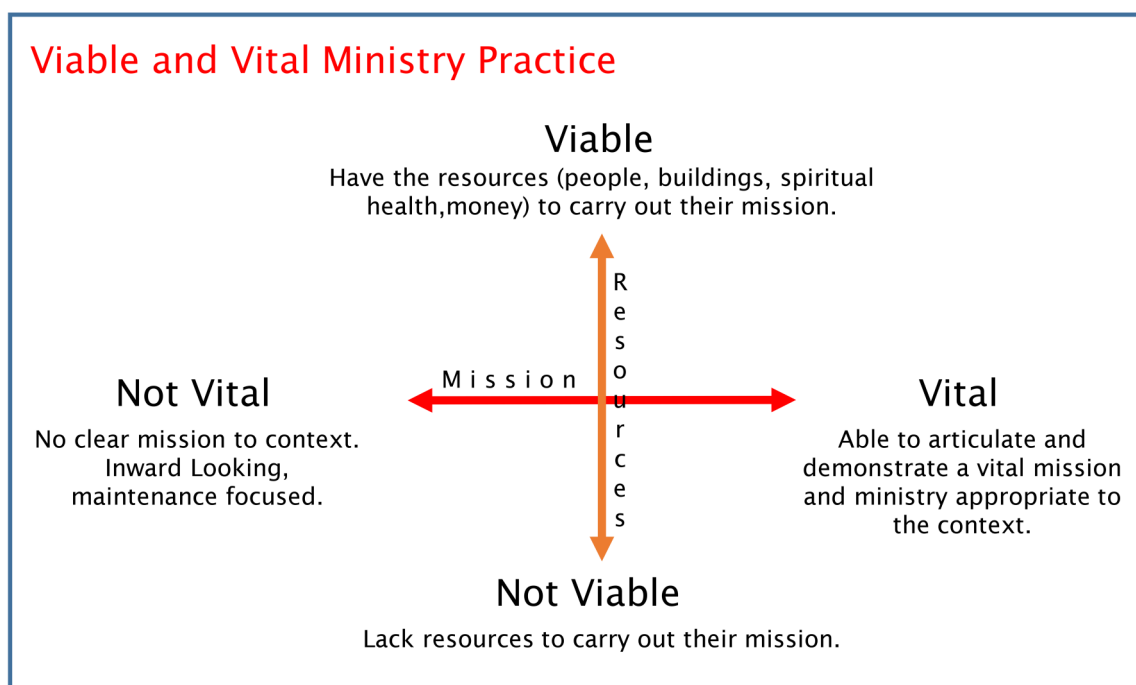 Viable and Vital Ministry Practice
Viable
Have the resources (people, buildings, spiritual
health,money) to carry out their mission.
Resources
Mission
Not Vital
No clear mission to context.
Inward Looking,
maintenance focused.
Vital
Able to articulate and
demonstrate a vital mission
and ministry appropriate to
the context.
Not Viable
Lack resources to carry out their mission.